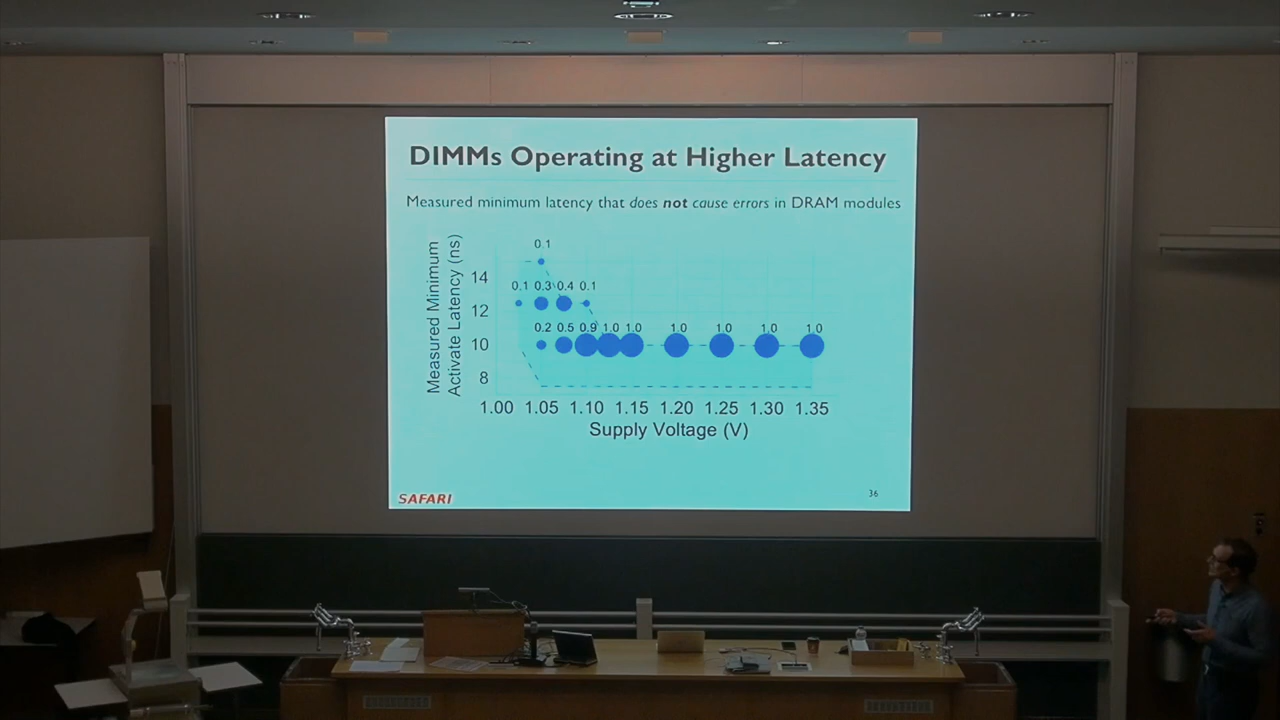 DIMMs Operating at Higher Latency
Measured minimum latency that does not cause errors in DRAM modules
Measured Minimum
Activate Latency (ns)
0.1
14
0.1 0.3 0.4 0.1
12
0.2 0.5 0.9 1.0 1.0 1.0 1.0 1.0 1.0
10
8
1.00 1.05 1.10 1.15 1.20 1.25 1.30 1.35
Supply Voltage (V)
SAFARI
36